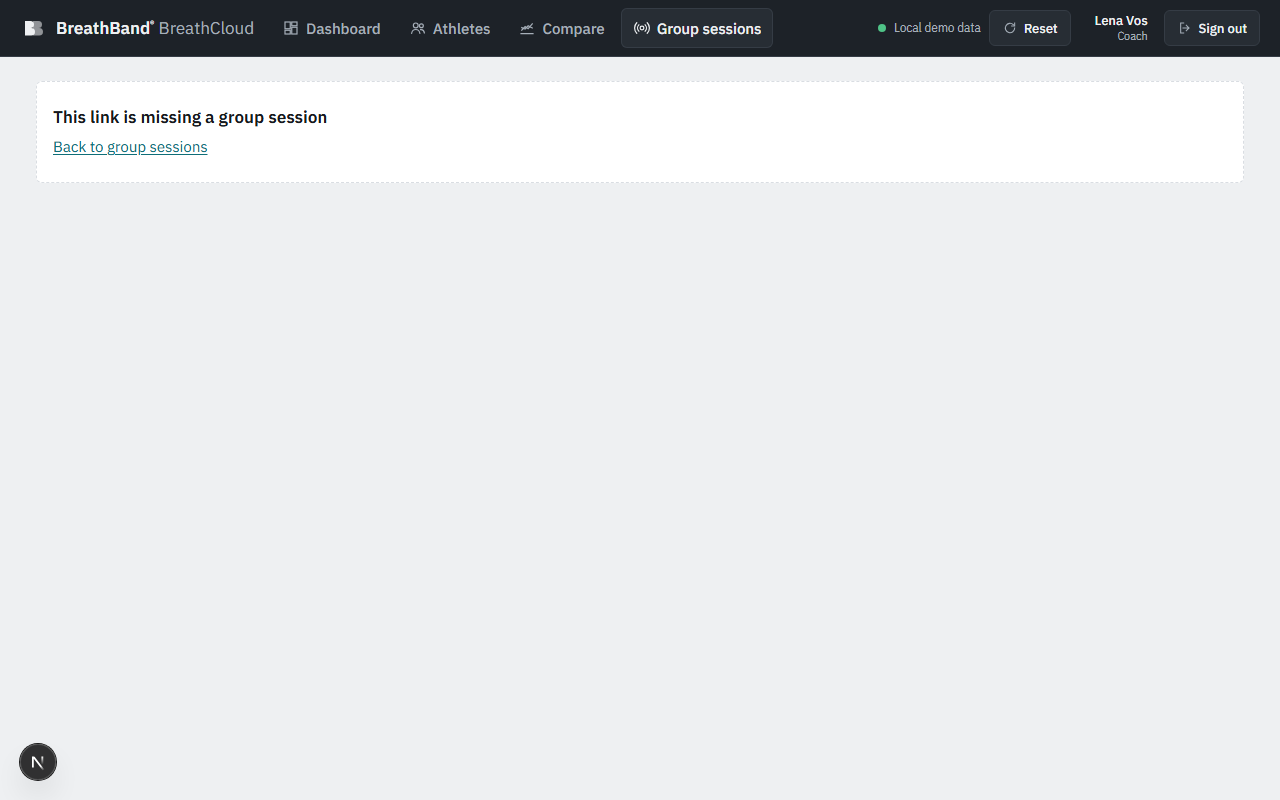 BreathBand® BreathCloud
Dashboard
Athletes
Compare
Group sessions
Local demo data
Reset
Lena Vos
Coach
Sign out
This link is missing a group session
Back to group sessions
N